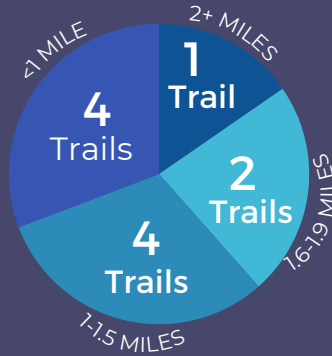 2+ MILES
1
Trail
<1 MILE
4
Trails
2
Trails
1.6-1.9 MILES
4
Trails
1-1.5 MILES